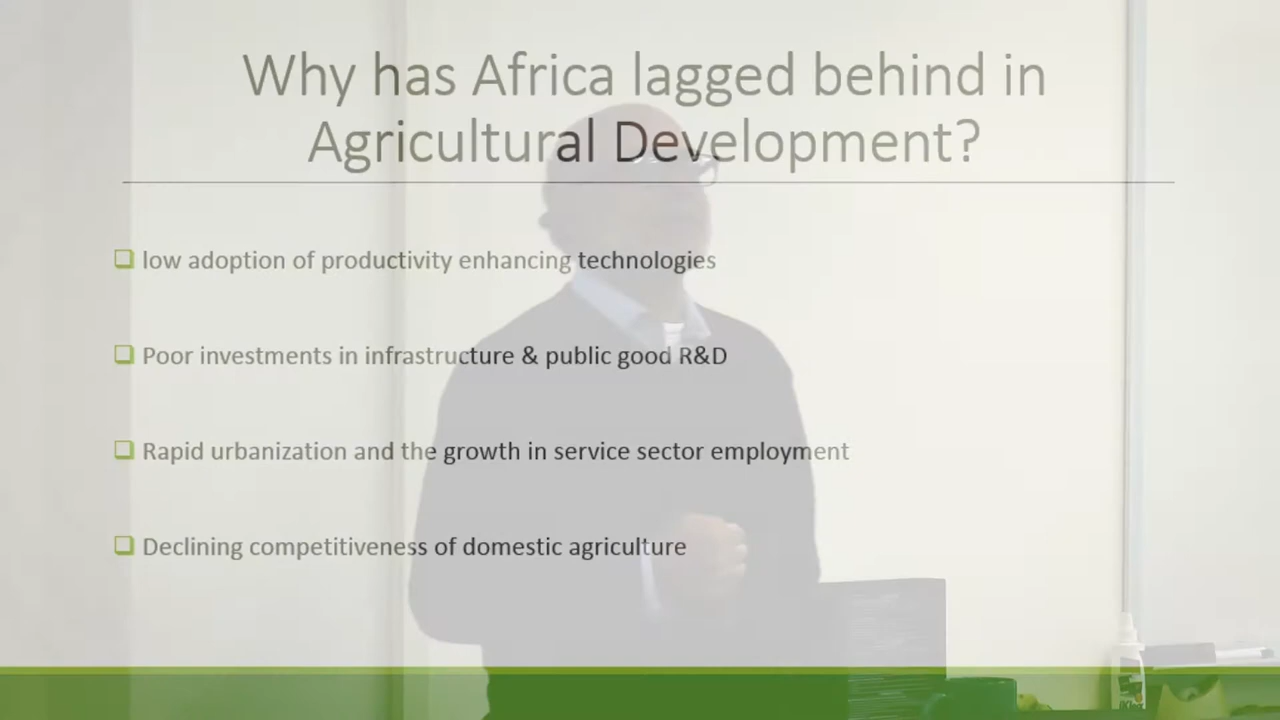 Why has Africa lagged behind in
Agricultural Development?
low adoption of productivity enhancing technologies
Poor investments in infrastructure & public good R&D
Rapid urbanization and the growth in service sector employment
Declining competitiveness of domestic agriculture